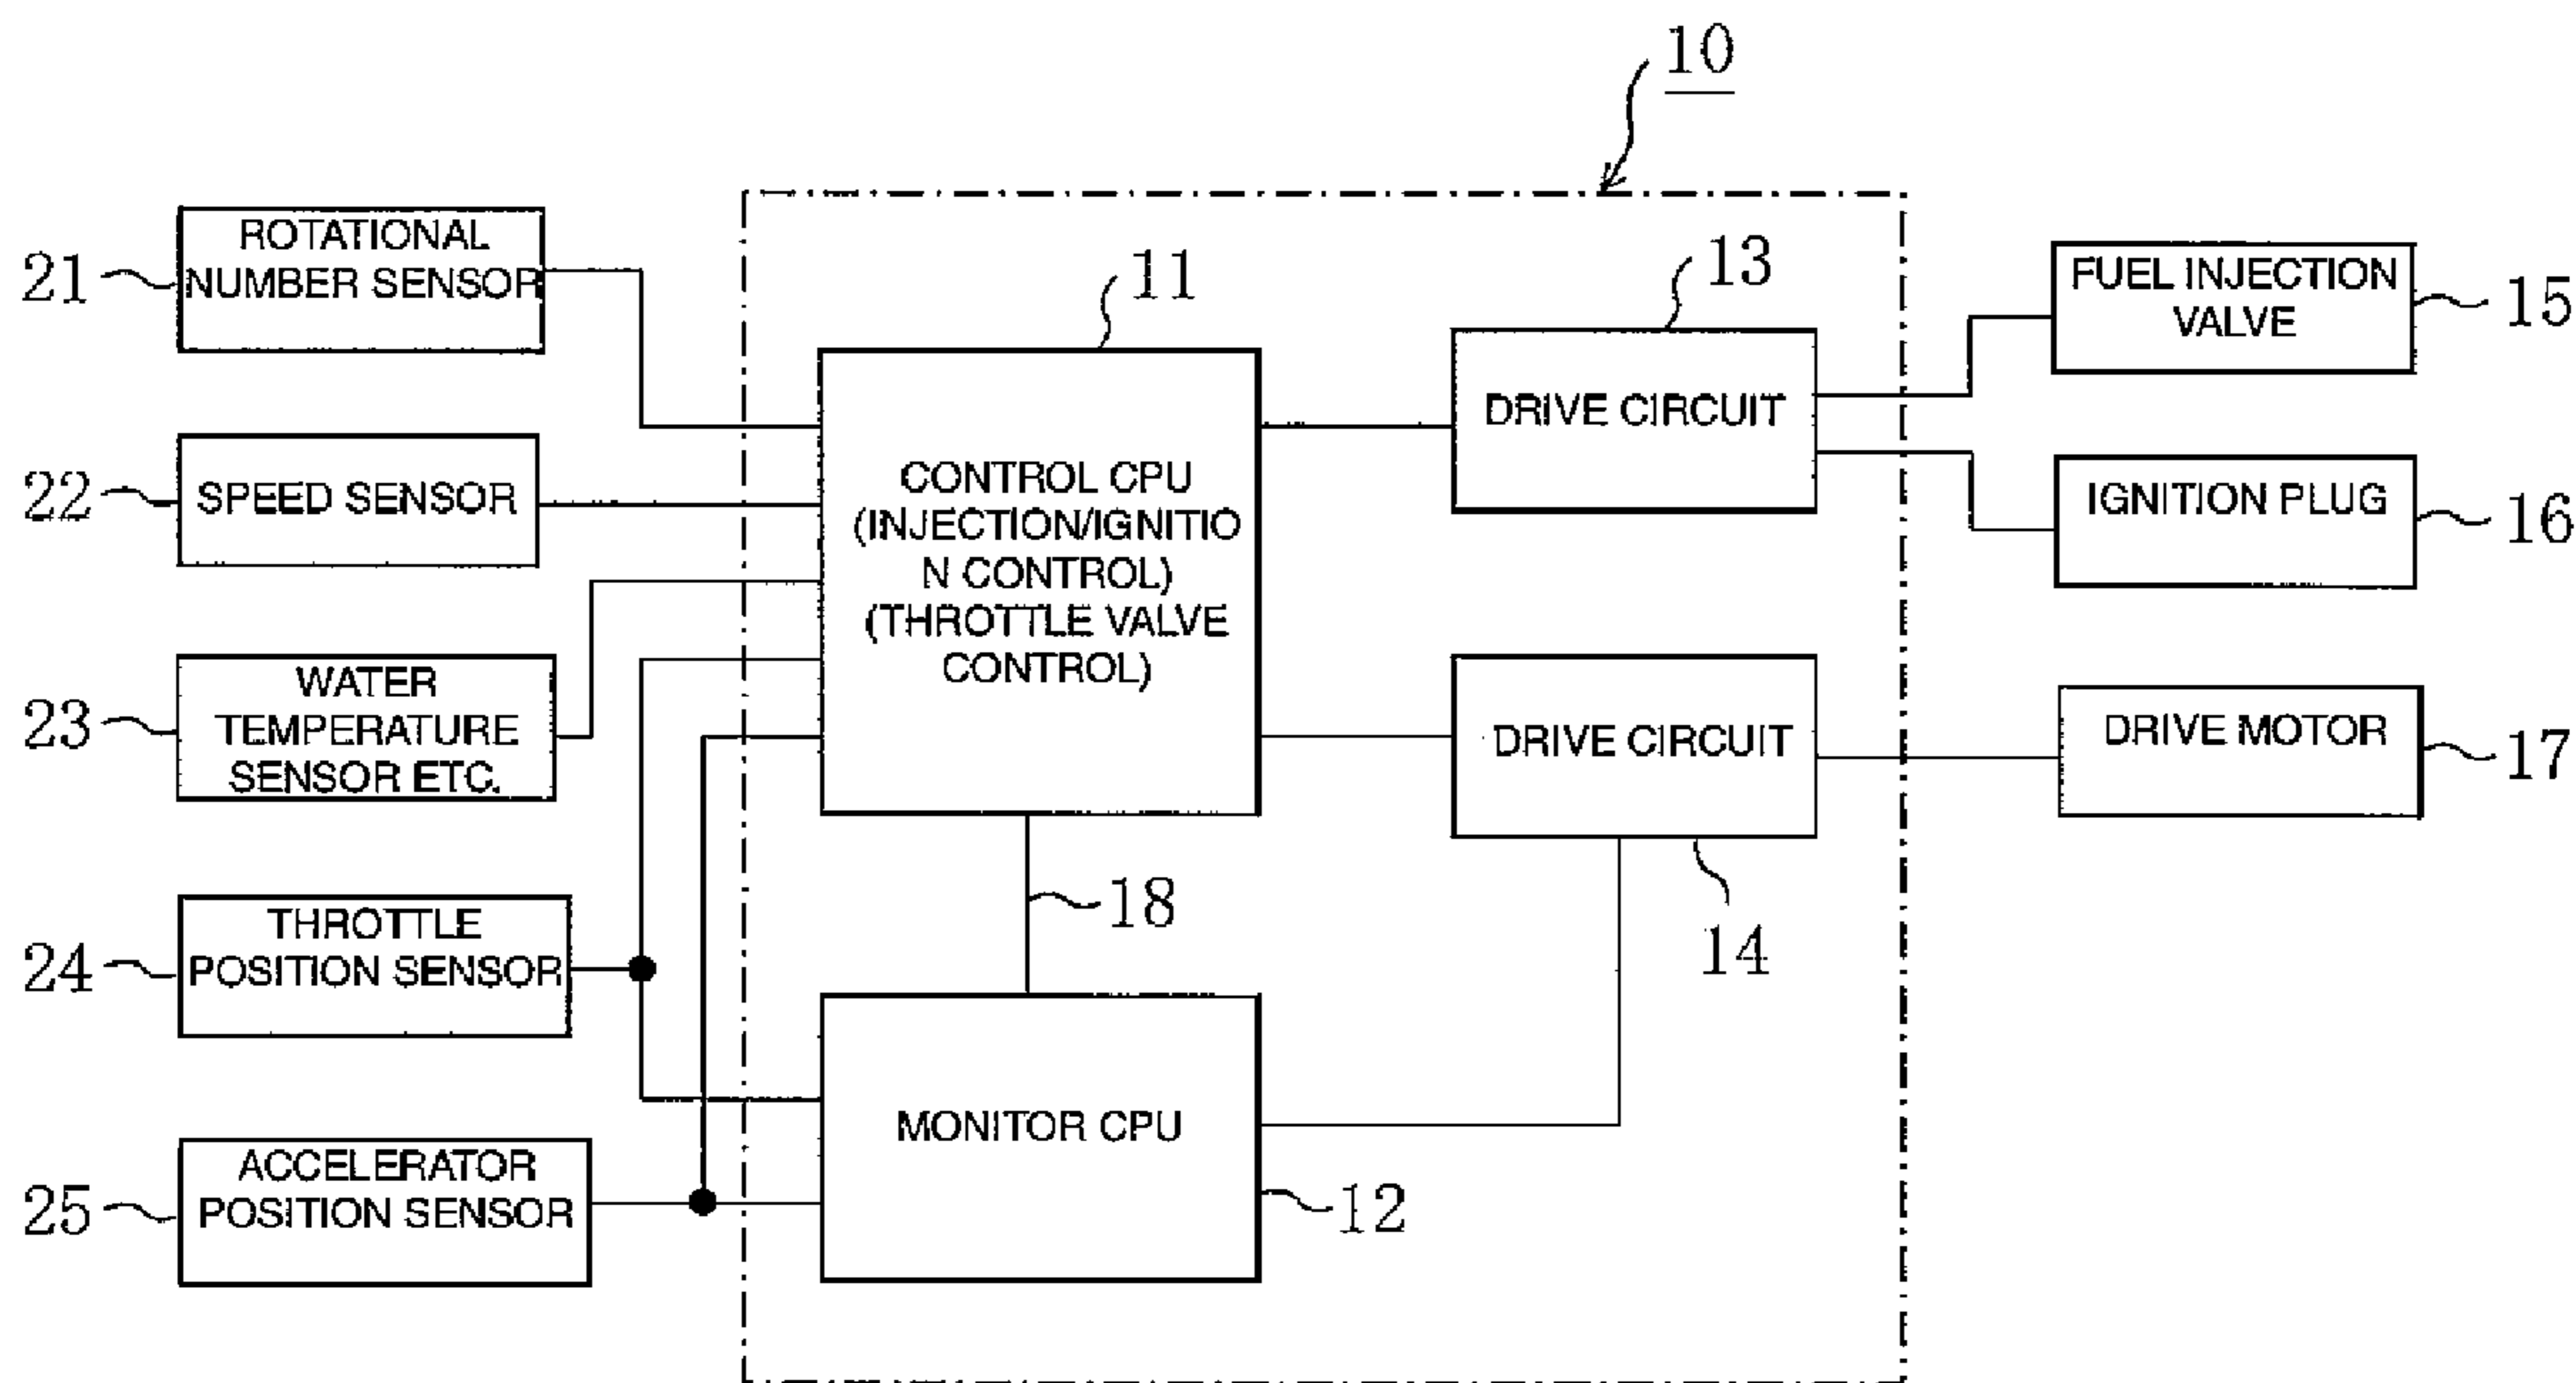 10
ROTATIONAL
NUMBER SENSOR
21
SPEED SENSOR
22
WATER
TEMPERATURE
SENSOR ETC.
23
THROTTLE
POSITION SENSOR
24
ACCELERATOR
POSITION SENSOR
25
11
CONTROL CPU
(INJECTION/IGNITIO
N CONTROL)
(THROTTLE VALVE
CONTROL)
18
MONITOR CPU
12
13
DRIVE CIRCUIT
DRIVE CIRCUIT
14
FUEL INJECTION
VALVE
15
IGNITION PLUG
16
DRIVE MOTOR
17